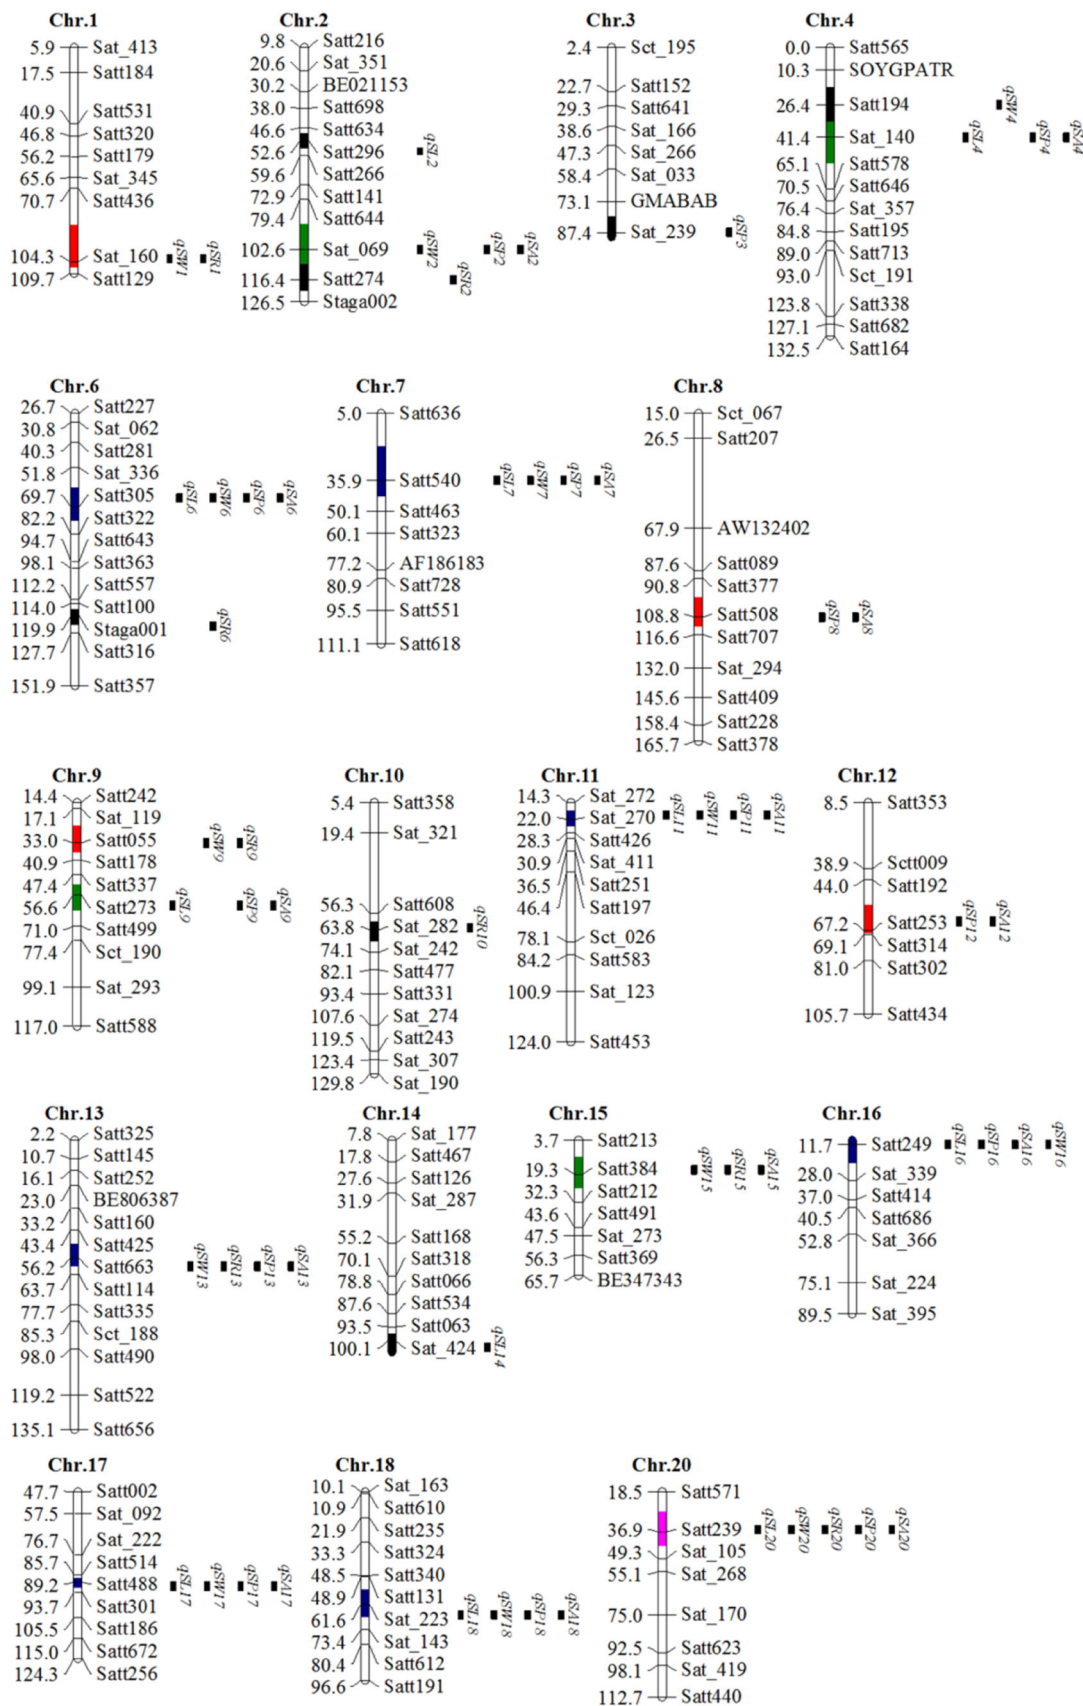 Chr.1
5.9 Sat_413
17.5 Satt184
40.9 Satt531
46.8 Satt320
56.2 Satt179
65.6 Sat_345
70.7 Satt436
104.3 Sat_160 qSW1 qSR1
109.7 Satt129
Chr.2
9.8 Satt216
20.6 Sat_351
30.2 BE021153
38.0 Satt698
46.6 Satt634
52.6 Satt296 qSL2
59.6 Satt266
72.9 Satt141
79.4 Satt644
102.6 Sat_069 qSW2 qSP2 qSA2
116.4 Satt274 qSR2
126.5 Staga002
Chr.3
2.4 Sct_195
22.7 Satt152
29.3 Satt641
38.6 Sat_166
47.3 Sat_266
58.4 Sat_033
73.1 GMABAB
87.4 Sat_239 qSP3
Chr.4
0.0 Satt565
10.3 SOYGPATR
26.4 Satt194 qSW4
41.4 Sat_140 qSL4 qSP4 qSA4
65.1 Satt578
70.5 Satt646
76.4 Sat_357
84.8 Satt195
89.0 Satt713
93.0 Sct_191
123.8 Satt338
127.1 Satt682
132.5 Satt164
Chr.6
26.7 Satt227
30.8 Sat_062
40.3 Satt281
51.8 Sat_336
69.7 Satt305 qSL6 qSW6 qSP6 qSA6
82.2 Satt322
94.7 Satt643
98.1 Satt363
112.2 Satt557
114.0 Satt100
119.9 Staga001 qSR6
127.7 Satt316
151.9 Satt357
Chr.7
5.0 Satt636
35.9 Satt540 qSL7 qSW7 qSP7 qSA7
50.1 Satt463
60.1 Satt323
77.2 AF186183
80.9 Satt728
95.5 Satt551
111.1 Satt618
Chr.8
15.0 Sct_067
26.5 Satt207
67.9 AW132402
87.6 Satt089
90.8 Satt377
108.8 Satt508 qSP8 qSA8
116.6 Satt707
132.0 Sat_294
145.6 Satt409
158.4 Satt228
165.7 Satt378
Chr.9
14.4 Satt242
17.1 Sat_119
33.0 Satt055 qSW9 qSR9
40.9 Satt178
47.4 Satt337
56.6 Satt273 qSL9 qSP9 qSA9
71.0 Satt499
77.4 Sct_190
99.1 Sat_293
117.0 Satt588
Chr.10
5.4 Satt358
19.4 Sat_321
56.3 Satt608
63.8 Sat_282 qSR10
74.1 Sat_242
82.1 Satt477
93.4 Satt331
107.6 Sat_274
119.5 Satt243
123.4 Sat_307
129.8 Sat_190
Chr.11
14.3 Sat_272
22.0 Sat_270 qSL11 qSW11 qSP11 qSA11
28.3 Satt426
30.9 Sat_411
36.5 Satt251
46.4 Satt197
78.1 Sct_026
84.2 Satt583
100.9 Sat_123
124.0 Satt453
Chr.12
8.5 Satt353
38.9 Sctt009
44.0 Satt192
67.2 Satt253 qSP12 qSA12
69.1 Satt314
81.0 Satt302
105.7 Satt434
Chr.13
2.2 Satt325
10.7 Satt145
16.1 Satt252
23.0 BE806387
33.2 Satt160
43.4 Satt425
56.2 Satt663 qSW13 qSR13 qSP13 qSA13
63.7 Satt114
77.7 Satt335
85.3 Sct_188
98.0 Satt490
119.2 Satt522
135.1 Satt656
Chr.14
7.8 Sat_177
17.8 Satt467
27.6 Satt126
31.9 Sat_287
55.2 Satt168
70.1 Satt318
78.8 Satt066
87.6 Satt534
93.5 Satt063
100.1 Sat_424 qSL14
Chr.15
3.7 Satt213
19.3 Satt384 qSW15 qSR15 qSA15
32.3 Satt212
43.6 Satt491
47.5 Sat_273
56.3 Satt369
65.7 BE347343
Chr.16
11.7 Satt249 qSL16 qSP16 qSA16 qSW16
28.0 Sat_339
37.0 Satt414
40.5 Satt686
52.8 Sat_366
75.1 Sat_224
89.5 Sat_395
Chr.17
47.7 Satt002
57.5 Sat_092
76.7 Sat_222
85.7 Satt514
89.2 Satt488 qSL17 qSW17 qSP17 qSA17
93.7 Satt301
105.5 Satt186
115.0 Satt672
124.3 Satt256
Chr.18
10.1 Sat_163
10.9 Satt610
21.9 Satt235
33.3 Satt324
48.5 Satt340
48.9 Satt131
61.6 Sat_223 qSL18 qSW18 qSP18 qSA18
73.4 Sat_143
80.4 Satt612
96.6 Satt191
Chr.20
18.5 Satt571
36.9 Satt239 qSL20 qSW20 qSR20 qSP20 qSA20
49.3 Sat_105
55.1 Sat_268
75.0 Sat_170
92.5 Satt623
98.1 Sat_419
112.7 Satt440